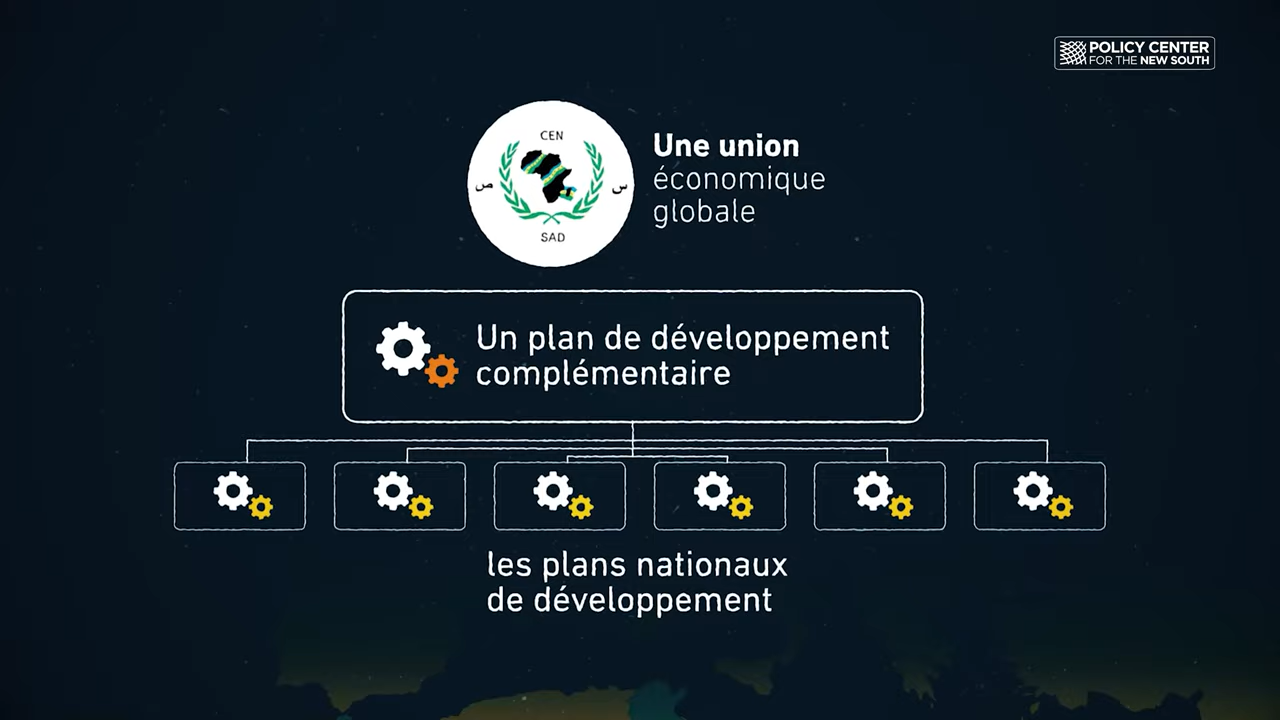 POLICY CENTER
FOR THE NEW SOUTH
CEN
ص
س
SAD
Une union
économique
globale
Un plan de développement
complémentaire
les plans nationaux
de développement